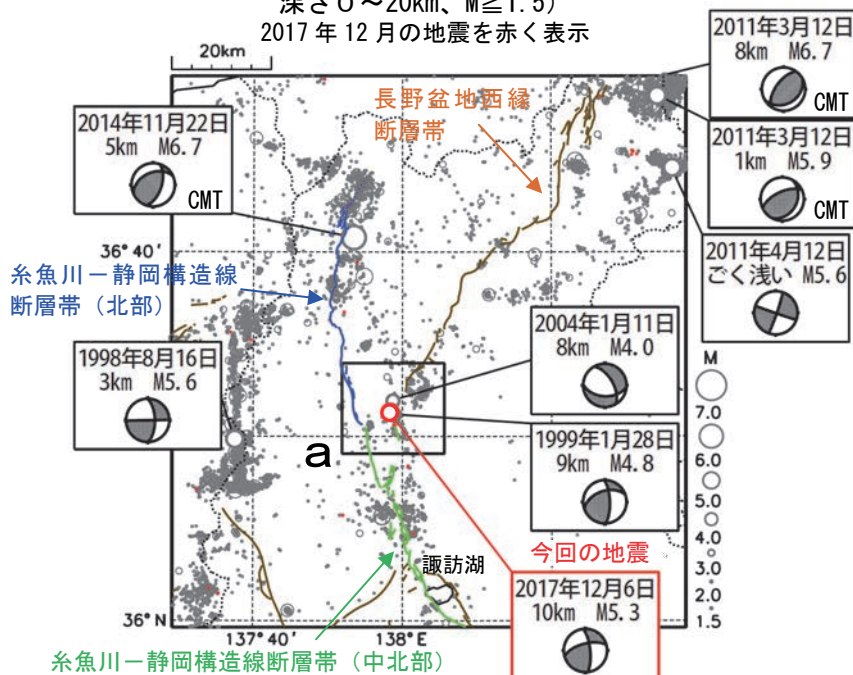 深さ0~20km、M≧1.5)
2017年12月の地震を赤く表示
20km
2011年3月12日
8km M6.7
CMT
長野盆地西縁
断層帯
2014年11月22日
5km M6.7
CMT
2011年3月12日
1km M5.9
CMT
36°40′
2011年4月12日
ごく浅い M5.6
糸魚川-静岡構造線
断層帯(北部)
2004年1月11日
8km M4.0
1998年8月16日
3km M5.6
M
7.0
6.0
5.0
4.0
3.0
2.0
1.5
a
1999年1月28日
9km M4.8
今回の地震
諏訪湖
2017年12月6日
10km M5.3
36°N
137°40′
138°E
糸魚川-静岡構造線断層帯(中北部)